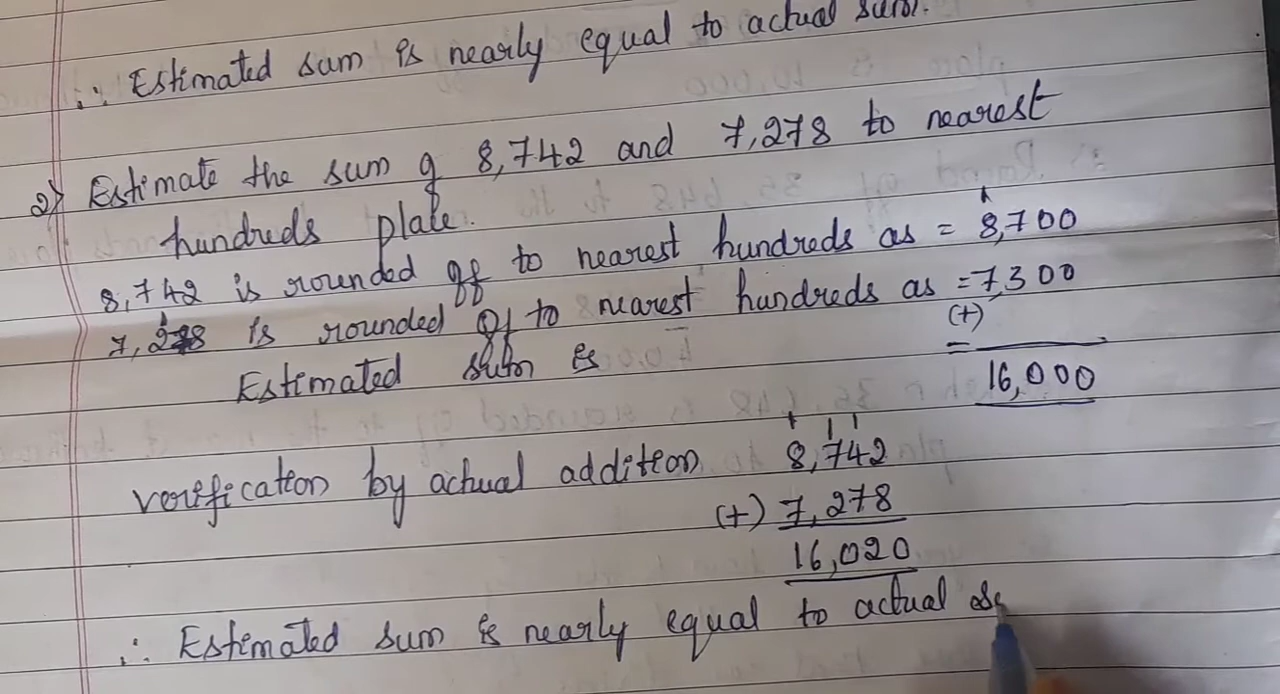 ∴ Estimated sum is nearly equal to actual sum.
2) Estimate the sum of 8,742 and 7,278 to nearest
hundreds place.
8,742 is rounded off to nearest hundreds as = 8,700
7,278 is rounded off to nearest hundreds as = 7,300
(+)
Estimated sum is =
16,000
verification by actual addition 8,742
(+) 7,278
16,020
∴ Estimated sum is nearly equal to actual su